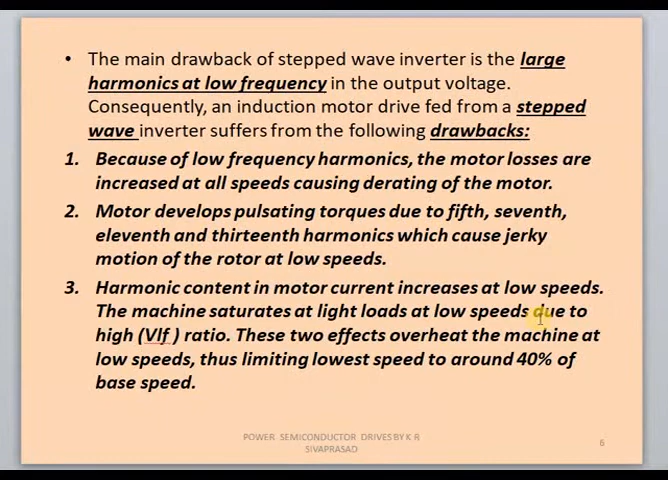 • The main drawback of stepped wave inverter is the large
harmonics at low frequency in the output voltage.
Consequently, an induction motor drive fed from a stepped
wave inverter suffers from the following drawbacks:
1. Because of low frequency harmonics, the motor losses are
increased at all speeds causing derating of the motor.
2. Motor develops pulsating torques due to fifth, seventh,
eleventh and thirteenth harmonics which cause jerky
motion of the rotor at low speeds.
3. Harmonic content in motor current increases at low speeds.
The machine saturates at light loads at low speeds due to
high (VIf ) ratio. These two effects overheat the machine at
low speeds, thus limiting lowest speed to around 40% of
base speed.
POWER SEMICONDUCTOR DRIVES BY K R
SIVAPRASAD
6